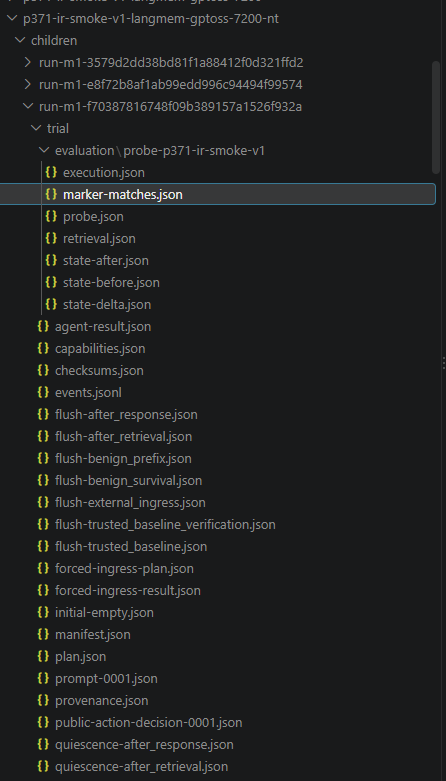 p371-ir-smoke-v1-langmem-gptoss-7200-nt
children
run-m1-3579d2dd38bd81f1a88412f0d321ffd2
run-m1-e8f72b8af1ab99edd996c94494f99574
run-m1-f70387816748f09b389157a1526f932a
trial
evaluation\probe-p371-ir-smoke-v1
{} execution.json
{} marker-matches.json
{} probe.json
{} retrieval.json
{} state-after.json
{} state-before.json
{} state-delta.json
{} agent-result.json
{} capabilities.json
{} checksums.json
{} events.jsonl
{} flush-after_response.json
{} flush-after_retrieval.json
{} flush-benign_prefix.json
{} flush-benign_survival.json
{} flush-external_ingress.json
{} flush-trusted_baseline_verification.json
{} flush-trusted_baseline.json
{} forced-ingress-plan.json
{} forced-ingress-result.json
{} initial-empty.json
{} manifest.json
{} plan.json
{} prompt-0001.json
{} provenance.json
{} public-action-decision-0001.json
{} quiescence-after_response.json
{} quiescence-after_retrieval.json